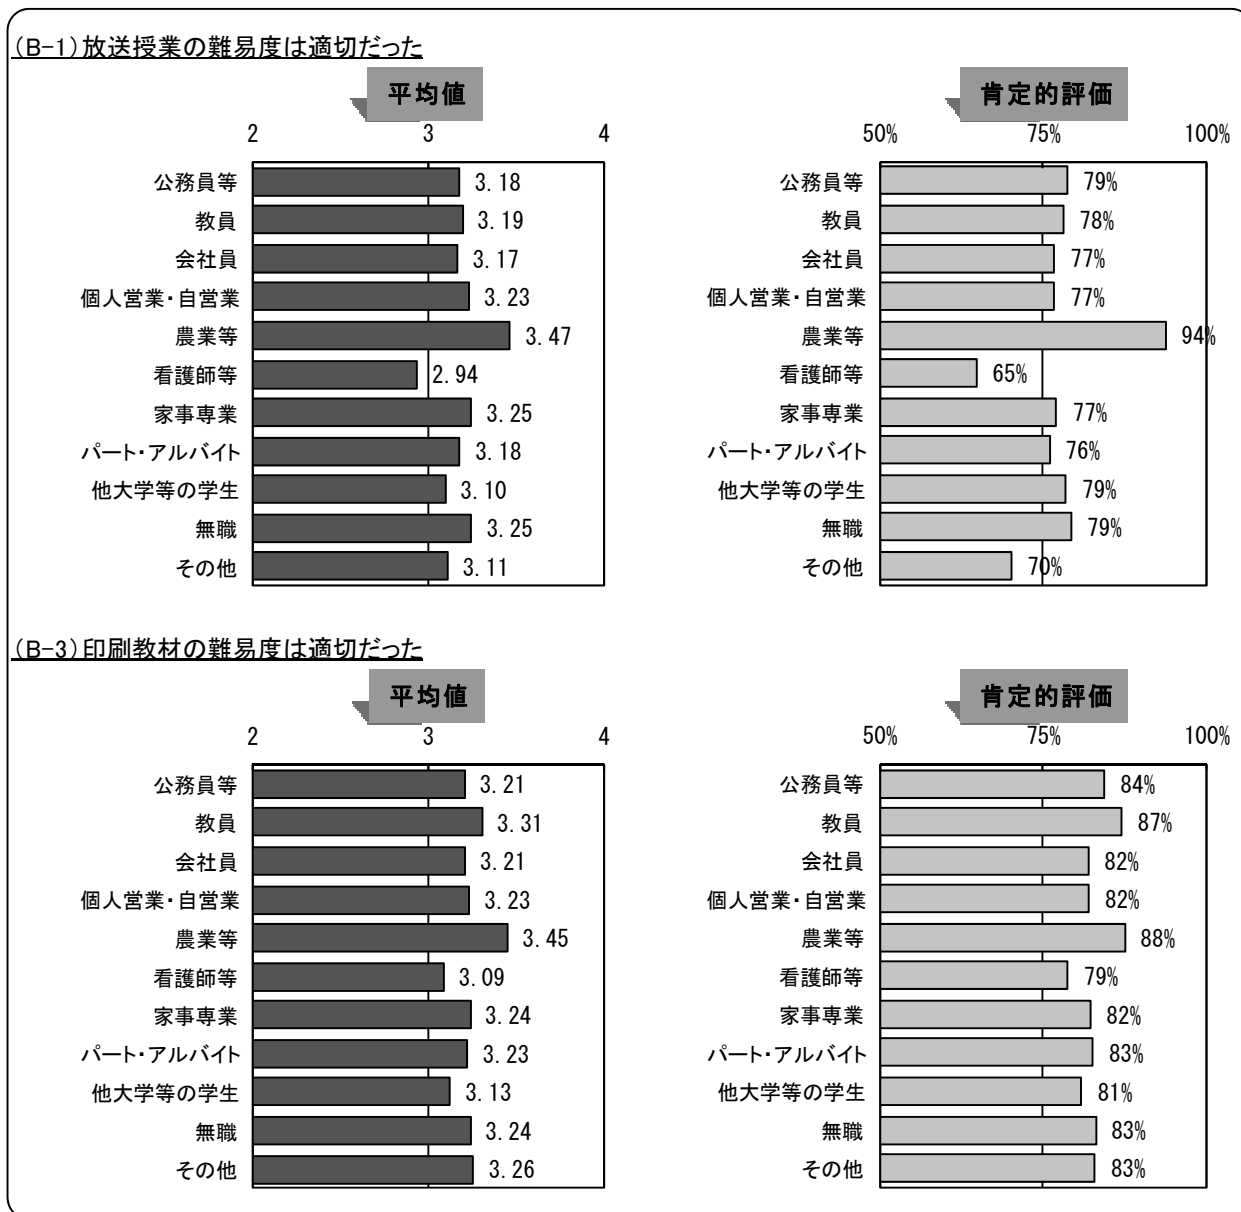 (B-1)放送授業の難易度は適切だった
平均値 肯定的評価
2 3 4 50% 75% 100%
公務員等 3.18 公務員等 79%
教員 3.19 教員 78%
会社員 3.17 会社員 77%
個人営業・自営業 3.23 個人営業・自営業 77%
農業等 3.47 農業等 94%
看護師等 2.94 看護師等 65%
家事専業 3.25 家事専業 77%
パート・アルバイト 3.18 パート・アルバイト 76%
他大学等の学生 3.10 他大学等の学生 79%
無職 3.25 無職 79%
その他 3.11 その他 70%
(B-3)印刷教材の難易度は適切だった
平均値 肯定的評価
2 3 4 50% 75% 100%
公務員等 3.21 公務員等 84%
教員 3.31 教員 87%
会社員 3.21 会社員 82%
個人営業・自営業 3.23 個人営業・自営業 82%
農業等 3.45 農業等 88%
看護師等 3.09 看護師等 79%
家事専業 3.24 家事専業 82%
パート・アルバイト 3.23 パート・アルバイト 83%
他大学等の学生 3.13 他大学等の学生 81%
無職 3.24 無職 83%
その他 3.26 その他 83%